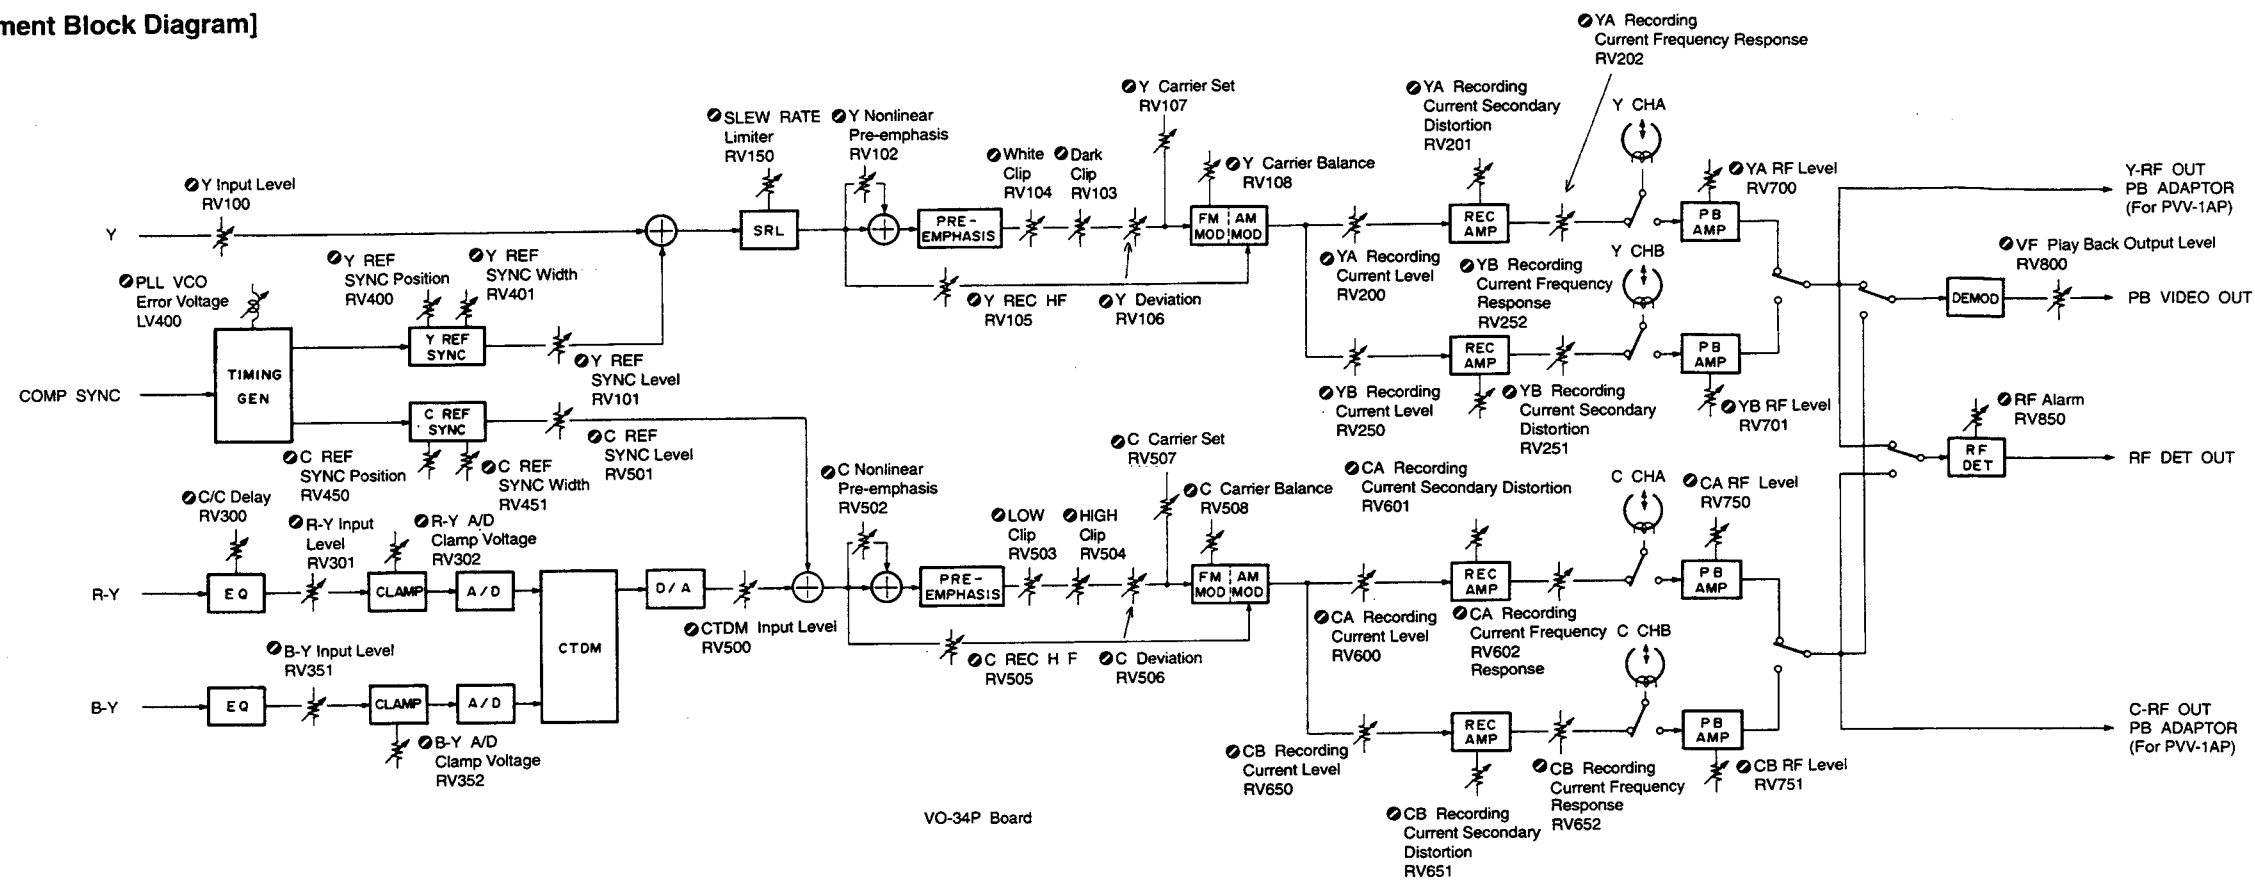 ment Block Diagram]
YA Recording
Current Frequency Response
RV202
Y Carrier Set
RV107
YA Recording
Current Secondary
Distortion
RV201
Y CHA
SLEW RATE
Limiter
RV150
Y Nonlinear
Pre-emphasis
RV102
White
Clip
RV104
Dark
Clip
RV103
Y Carrier Balance
RV108
YA RF Level
RV700
Y-RF OUT
PB ADAPTOR
(For PVV-1AP)
Y Input Level
RV100
Y
SRL
PRE-
EMPHASIS
FM
MOD
AM
MOD
REC
AMP
PB
AMP
Y REF
SYNC Position
RV400
Y REF
SYNC Width
RV401
PLL VCO
Error Voltage
LV400
Y REC HF
RV105
Y Deviation
RV106
YA Recording
Current Level
RV200
YB Recording
Current Frequency
Response
RV252
Y CHB
VF Play Back Output Level
RV800
DEMOD
PB VIDEO OUT
Y REF
SYNC
REC
AMP
PB
AMP
Y REF
SYNC Level
RV101
TIMING
GEN
COMP SYNC
C REF
SYNC
YB Recording
Current Level
RV250
YB Recording
Current Secondary
Distortion
RV251
YB RF Level
RV701
RF Alarm
RV850
RF
DET
RF DET OUT
C REF
SYNC Position
RV450
C REF
SYNC Width
RV451
C REF
SYNC Level
RV501
C Carrier Set
RV507
C Nonlinear
Pre-emphasis
RV502
C Carrier Balance
RV508
CA Recording
Current Secondary Distortion
RV601
C CHA
CA RF Level
RV750
C/C Delay
RV300
R-Y Input
Level
RV301
R-Y A/D
Clamp Voltage
RV302
LOW
Clip
RV503
HIGH
Clip
RV504
R-Y
EQ
CLAMP
A/D
CTDM
D/A
PRE-
EMPHASIS
FM
MOD
AM
MOD
REC
AMP
PB
AMP
CTDM Input Level
RV500
C REC H F
RV505
C Deviation
RV506
CA Recording
Current Level
RV600
CA Recording
Current Frequency
RV602
Response
C CHB
B-Y Input Level
RV351
B-Y
EQ
CLAMP
A/D
B-Y A/D
Clamp Voltage
RV352
REC
AMP
PB
AMP
C-RF OUT
PB ADAPTOR
(For PVV-1AP)
CB Recording
Current Level
RV650
CB Recording
Current Frequency
Response
RV652
CB RF Level
RV751
CB Recording
Current Secondary
Distortion
RV651
VO-34P Board